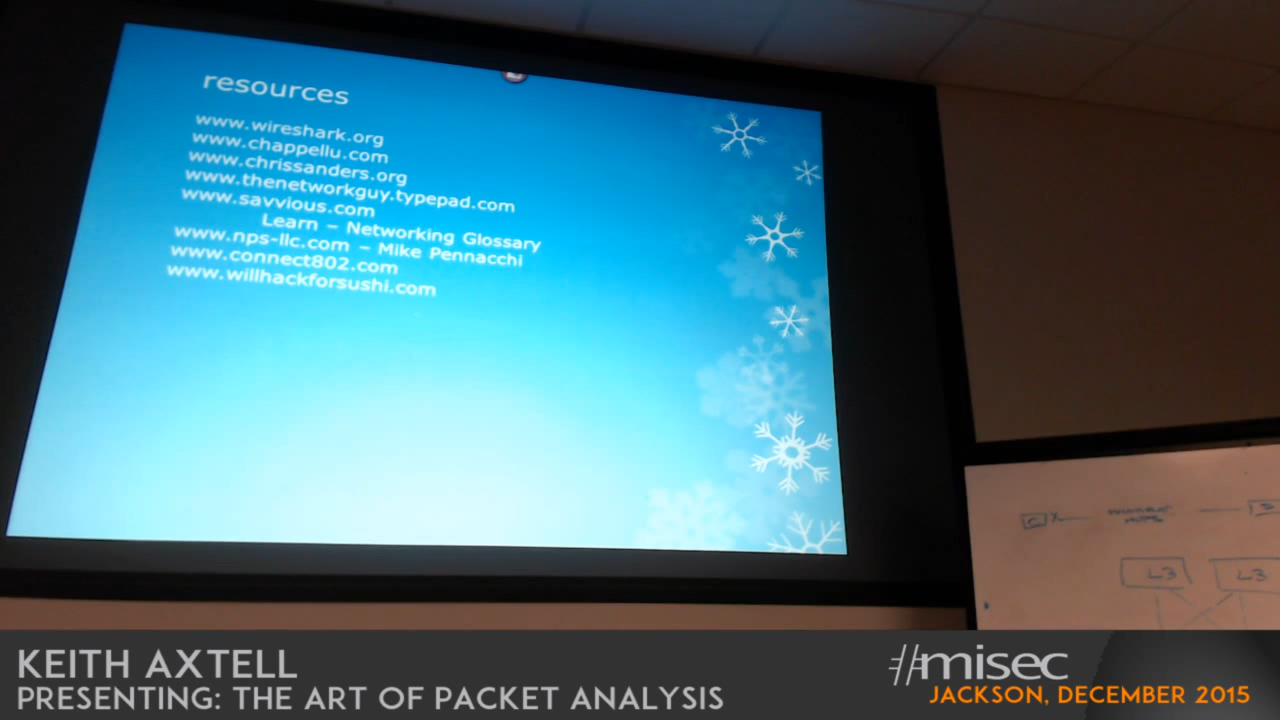 resources
www.wireshark.org
www.chappellu.com
www.chrissanders.org
www.thenetworkguy.typepad.com
www.savvious.com
Learn – Networking Glossary
www.nps-llc.com – Mike Pennacchi
www.connect802.com
www.willhackforsushi.com
L3 L3
KEITH AXTELL
PRESENTING: THE ART OF PACKET ANALYSIS
#misec
JACKSON, DECEMBER 2015